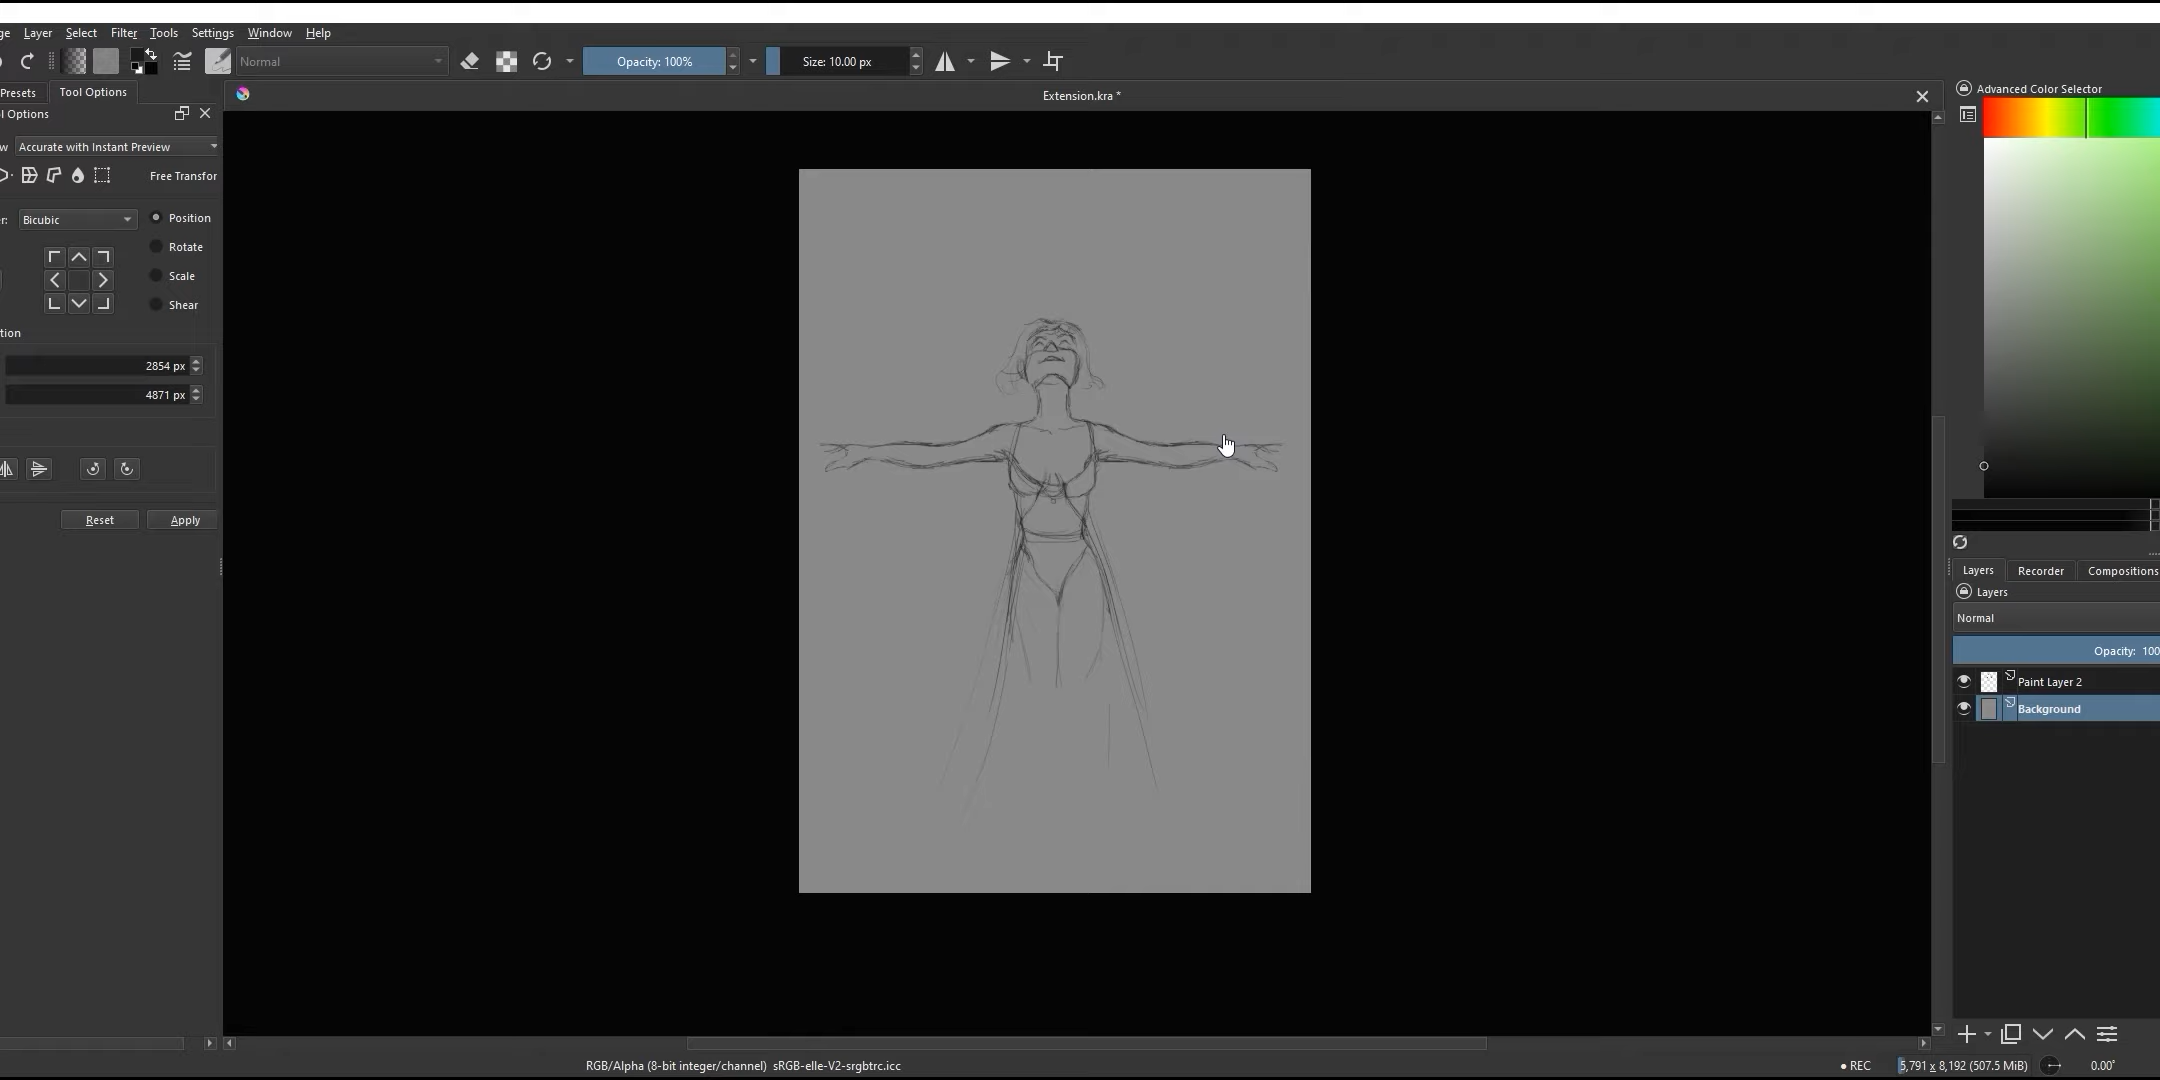 ge Layer Select Filter Tools Settings Window Help
Normal Opacity: 100% Size: 10.00 px
Presets Tool Options
Extension.kra *
Advanced Color Selector
l Options
w Accurate with Instant Preview
Free Transfor
r: Bicubic Position
Rotate
Scale
Shear
tion
2854 px
4871 px
Reset Apply
Layers Recorder Compositions
Layers
Normal
Opacity: 100
Paint Layer 2
Background
RGB/Alpha (8-bit integer/channel) sRGB-elle-V2-srgbtrc.icc
REC 5,791 x 8,192 (507.5 MiB) 0.00°